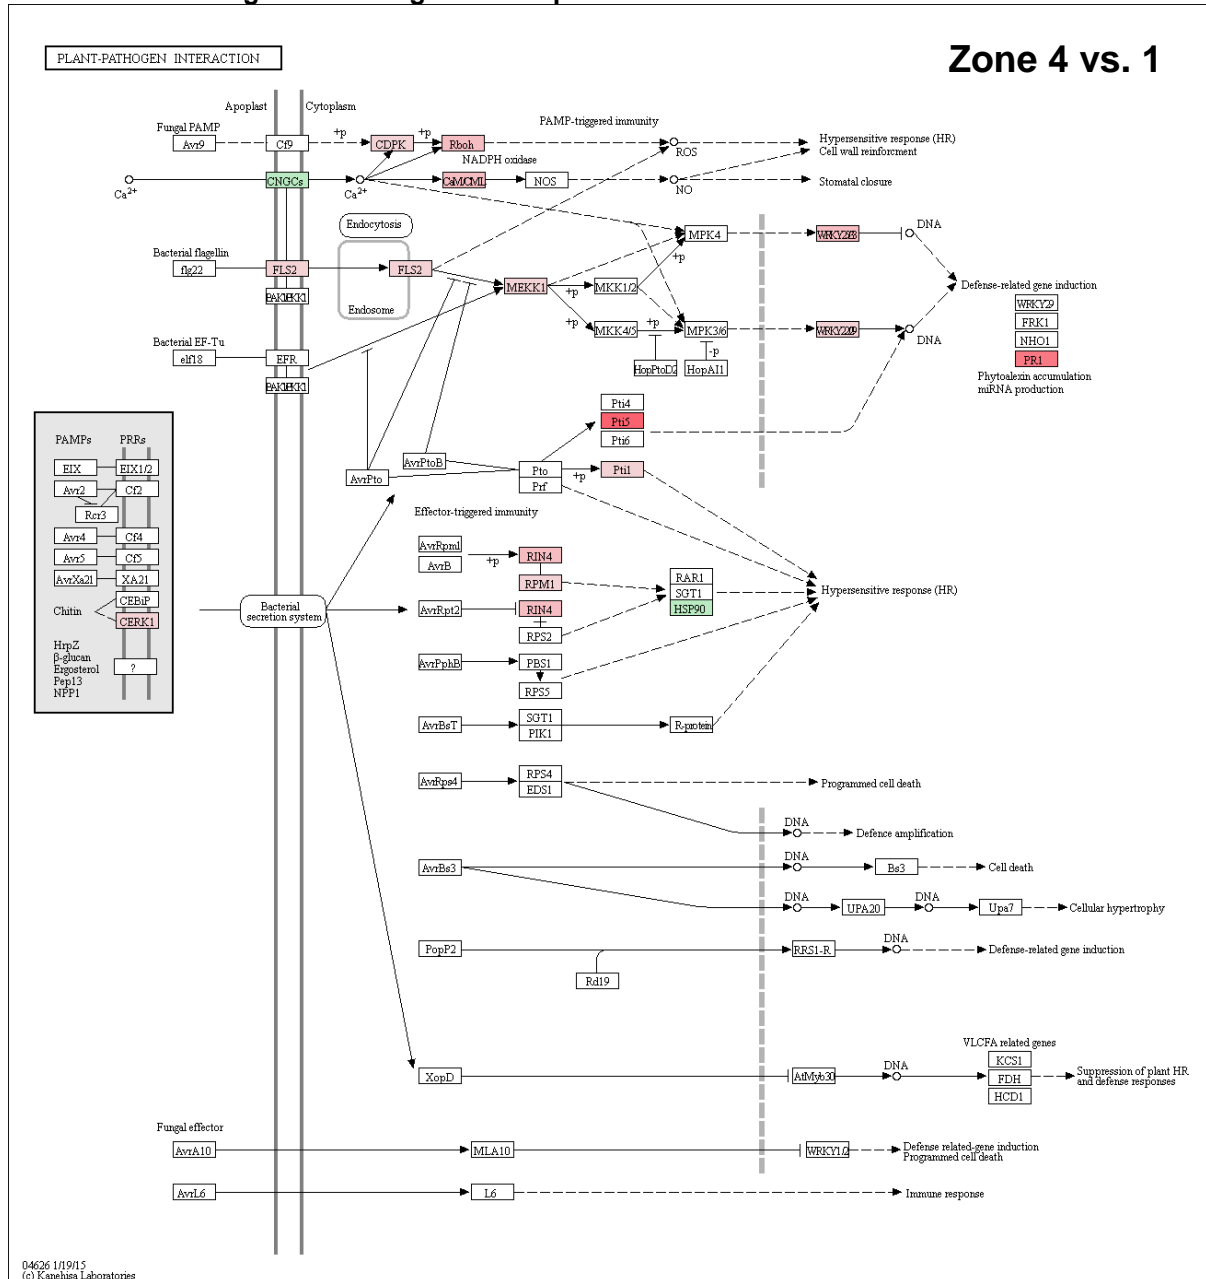 PLANT-PATHOGEN INTERACTION
Zone 4 vs. 1
Apoplast
Cytoplasm
Fungal PAMP
Avr9
Cf9
+p
CDPK
+p
Rboh
PAMP-triggered immunity
NADPH oxidase
ROS
Hypersensitive response (HR)
Cell wall reinforcment
Ca2+
CNGCs
Ca2+
CaM/CML
NOS
NO
Stomatal closure
Endocytosis
Bacterial flagellin
flg22
FLS2
FLS2
Endosome
MEKK1
MPK4
+p
+p
MKK1/2
+p
MKK4/5
+p
MPK3/6
-p
HopPtoD2
HopAI1
DNA
DNA
Defense-related gene induction
WRKY29
FRK1
NHO1
PR1
Phytoalexin accumulation
miRNA production
Bacterial EF-Tu
elf18
EFR
Pti4
Pti5
Pti6
AvrPtoB
AvrPto
Pto
Prf
+p
Pti1
PAMPs
PRRs
EIX
EIX1/2
Avr2
Cf2
Rcr3
Avr4
Cf4
Avr5
Cf5
AvrXa21
XA21
Chitin
CEBiP
CERK1
HrpZ
β-glucan
Ergosterol
Pep13
NPP1
?
Effector-triggered immunity
AvrRpm1
AvrB
+p
RIN4
RPM1
Bacterial
secretion system
AvrRpt2
RIN4
RPS2
RAR1
SGT1
HSP90
Hypersensitive response (HR)
AvrPphB
PBS1
RPS5
AvrBsT
SGT1
PIK1
R-protein
AvrRps4
RPS4
EDS1
Programmed cell death
DNA
Defence amplification
AvrBs3
DNA
Bs3
Cell death
DNA
UPA20
DNA
Upa7
Cellular hypertrophy
PopP2
Rd19
RRS1-R
DNA
Defense-related gene induction
XopD
AtMyb30
DNA
VLCFA related genes
KCS1
FDH
HCD1
Suppression of plant HR
and defense responses
Fungal effector
AvrA10
MLA10
WRKY1/2
Defense related-gene induction
Programmed cell death
AvrL6
L6
Immune response
04626 1/19/15
(c) Kanehisa Laboratories